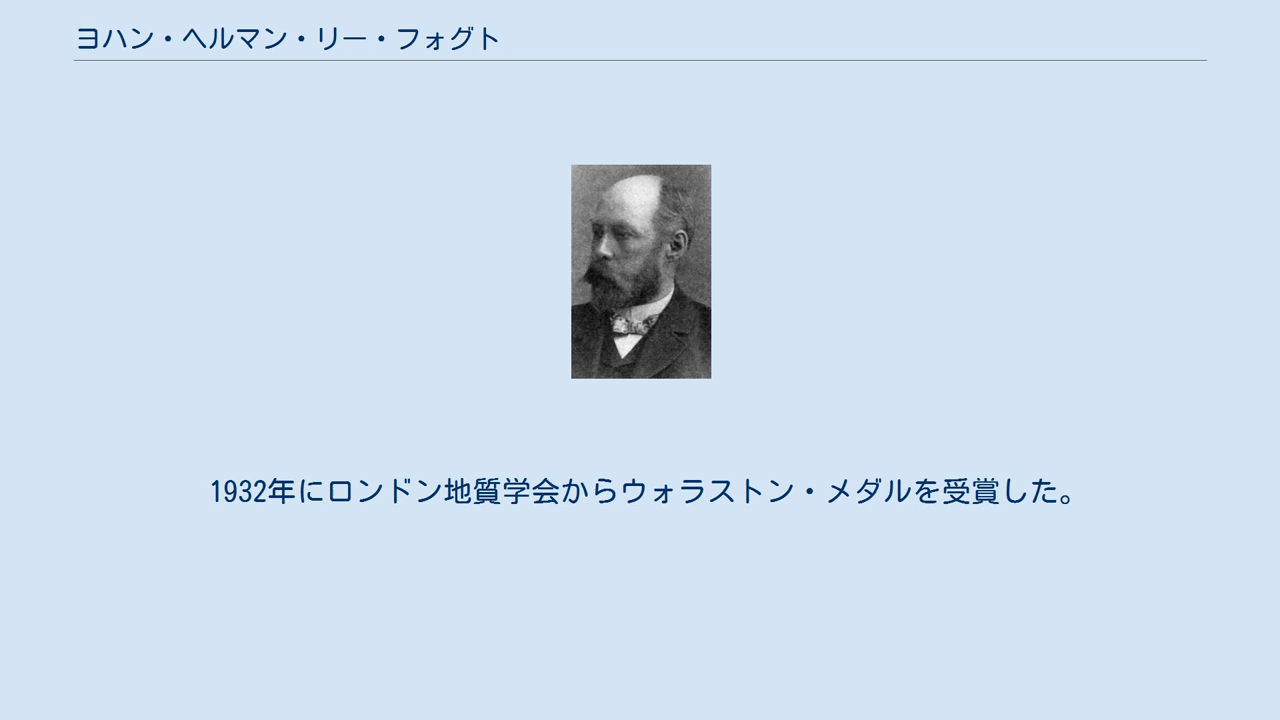 ヨハン・ヘルマン・リー・フォグト
1932年にロンドン地質学会からウォラストン・メダルを受賞した。